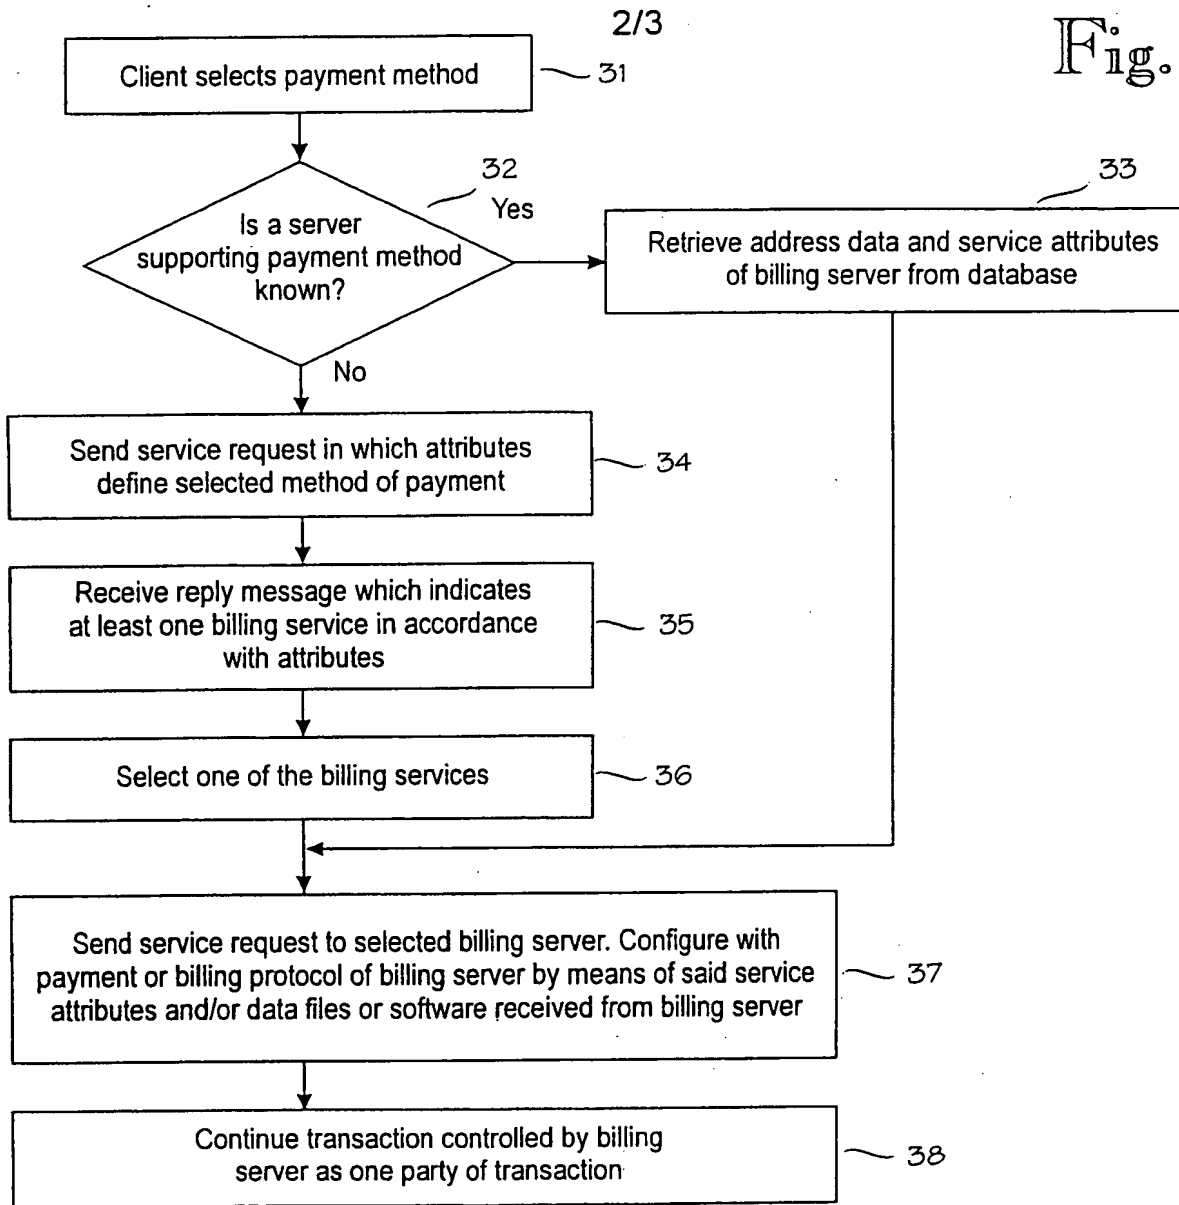 2/3
Fig.
Client selects payment method
31
32
Yes
33
Is a server
supporting payment method
known?
Retrieve address data and service attributes
of billing server from database
No
Send service request in which attributes
define selected method of payment
34
Receive reply message which indicates
at least one billing service in accordance
with attributes
35
Select one of the billing services
36
Send service request to selected billing server. Configure with
payment or billing protocol of billing server by means of said service
attributes and/or data files or software received from billing server
37
Continue transaction controlled by billing
server as one party of transaction
38